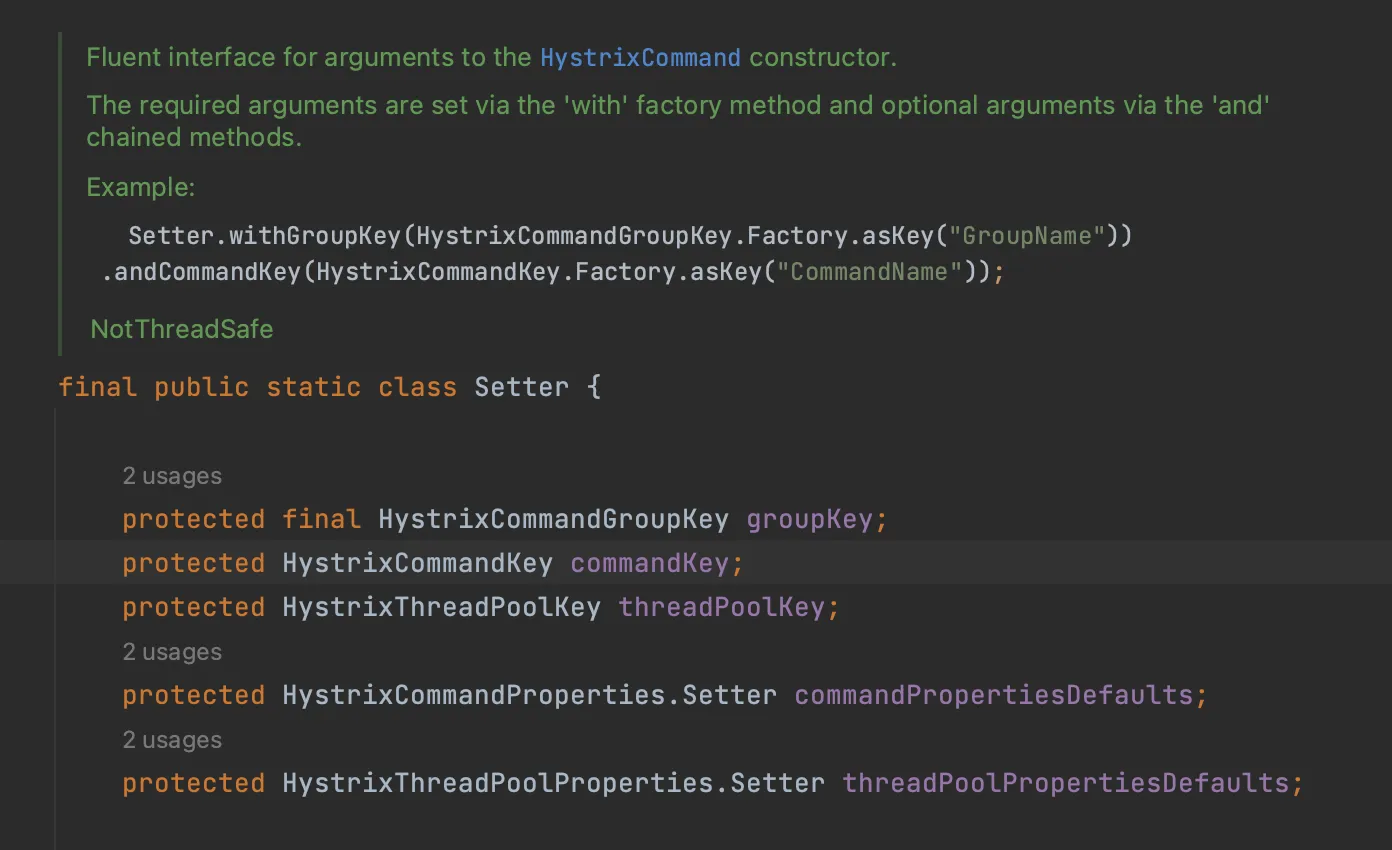 Fluent interface for arguments to the HystrixCommand constructor.
The required arguments are set via the 'with' factory method and optional arguments via the 'and'
chained methods.
Example:
Setter.withGroupKey(HystrixCommandGroupKey.Factory.asKey("GroupName"))
.andCommandKey(HystrixCommandKey.Factory.asKey("CommandName"));
NotThreadSafe
final public static class Setter {
2 usages
protected final HystrixCommandGroupKey groupKey;
protected HystrixCommandKey commandKey;
protected HystrixThreadPoolKey threadPoolKey;
2 usages
protected HystrixCommandProperties.Setter commandPropertiesDefaults;
2 usages
protected HystrixThreadPoolProperties.Setter threadPoolPropertiesDefaults;